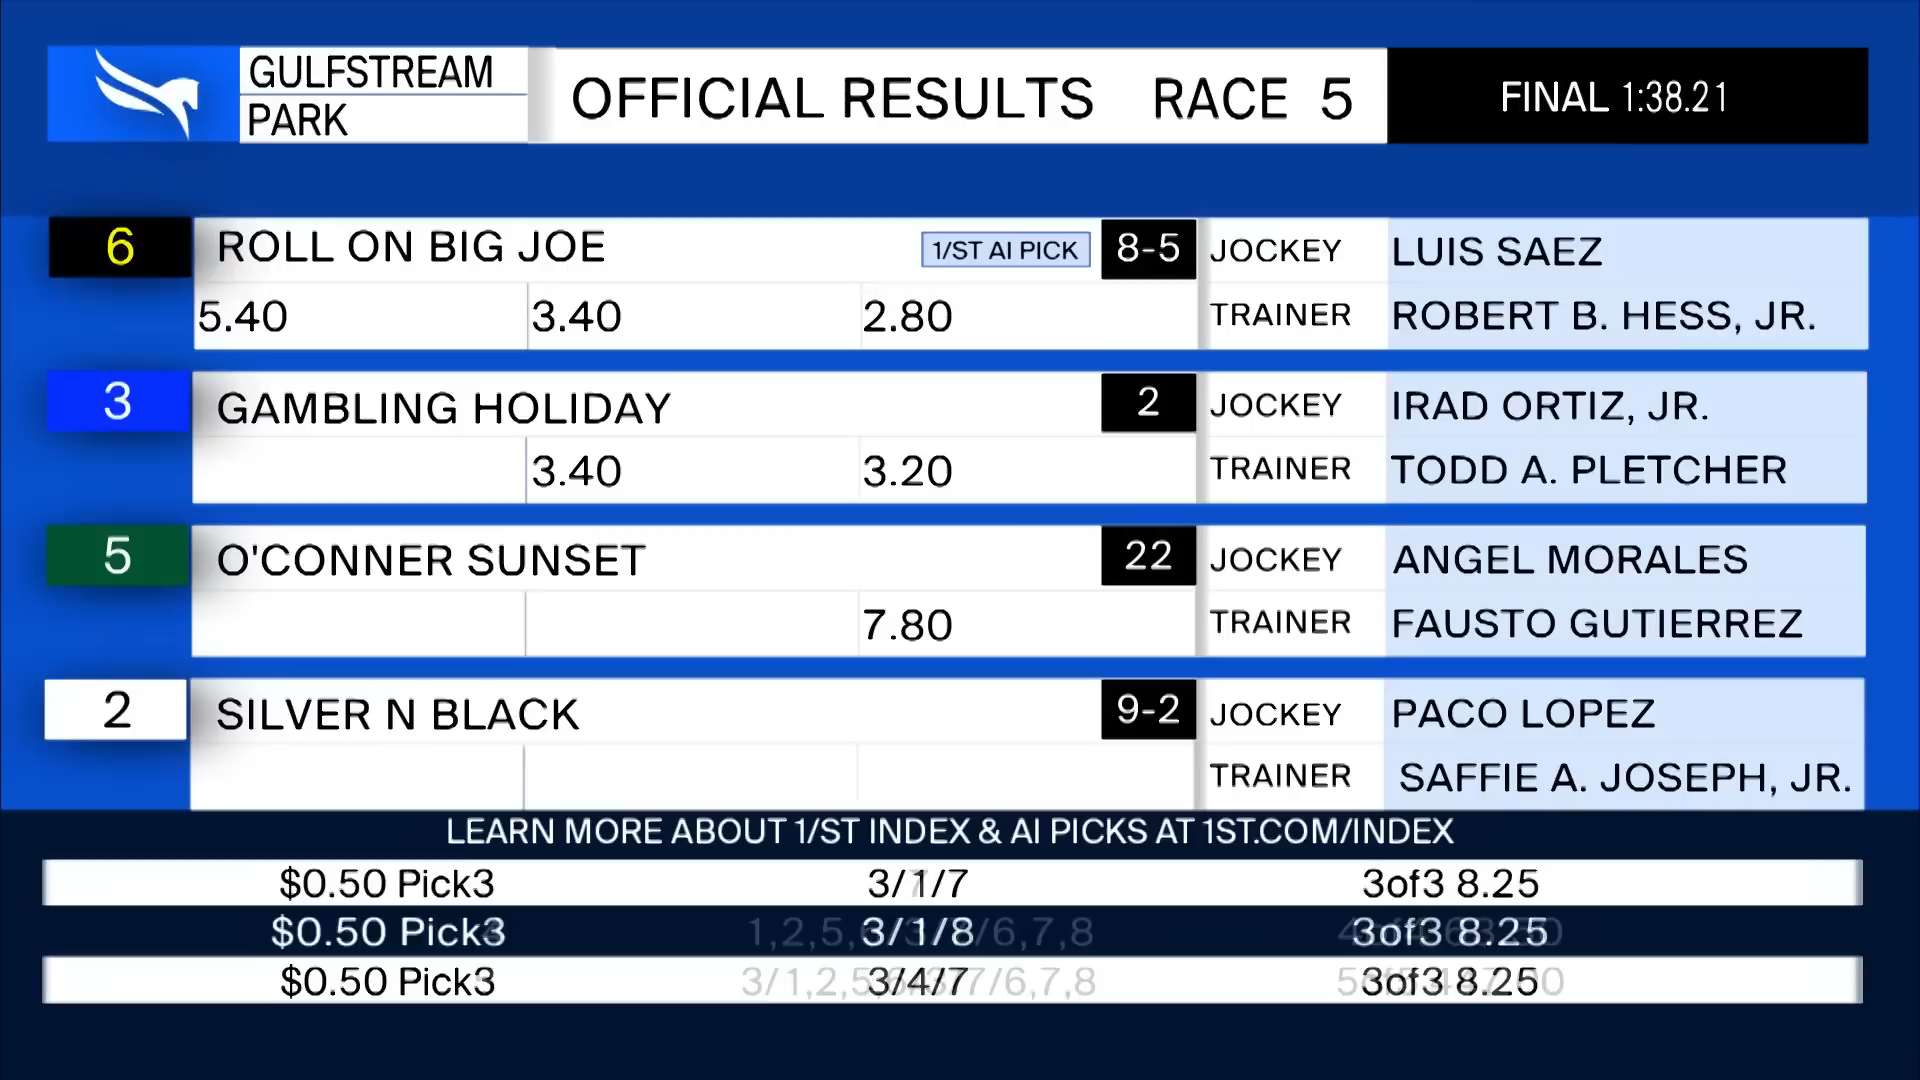 GULFSTREAM
PARK
OFFICIAL RESULTS RACE 5
FINAL 1:38.21
6 ROLL ON BIG JOE 1/ST AI PICK 8-5 JOCKEY LUIS SAEZ
5.40 3.40 2.80 TRAINER ROBERT B. HESS, JR.
3 GAMBLING HOLIDAY 2 JOCKEY IRAD ORTIZ, JR.
3.40 3.20 TRAINER TODD A. PLETCHER
5 O'CONNER SUNSET 22 JOCKEY ANGEL MORALES
7.80 TRAINER FAUSTO GUTIERREZ
2 SILVER N BLACK 9-2 JOCKEY PACO LOPEZ
TRAINER SAFFIE A. JOSEPH, JR.
LEARN MORE ABOUT 1/ST INDEX & AI PICKS AT 1ST.COM/INDEX
$0.50 Pick3 3/1/7 3of3 8.25
$0.50 Pick3 3/1/8 3of3 8.25
$0.50 Pick3 3/4/7 3of3 8.25